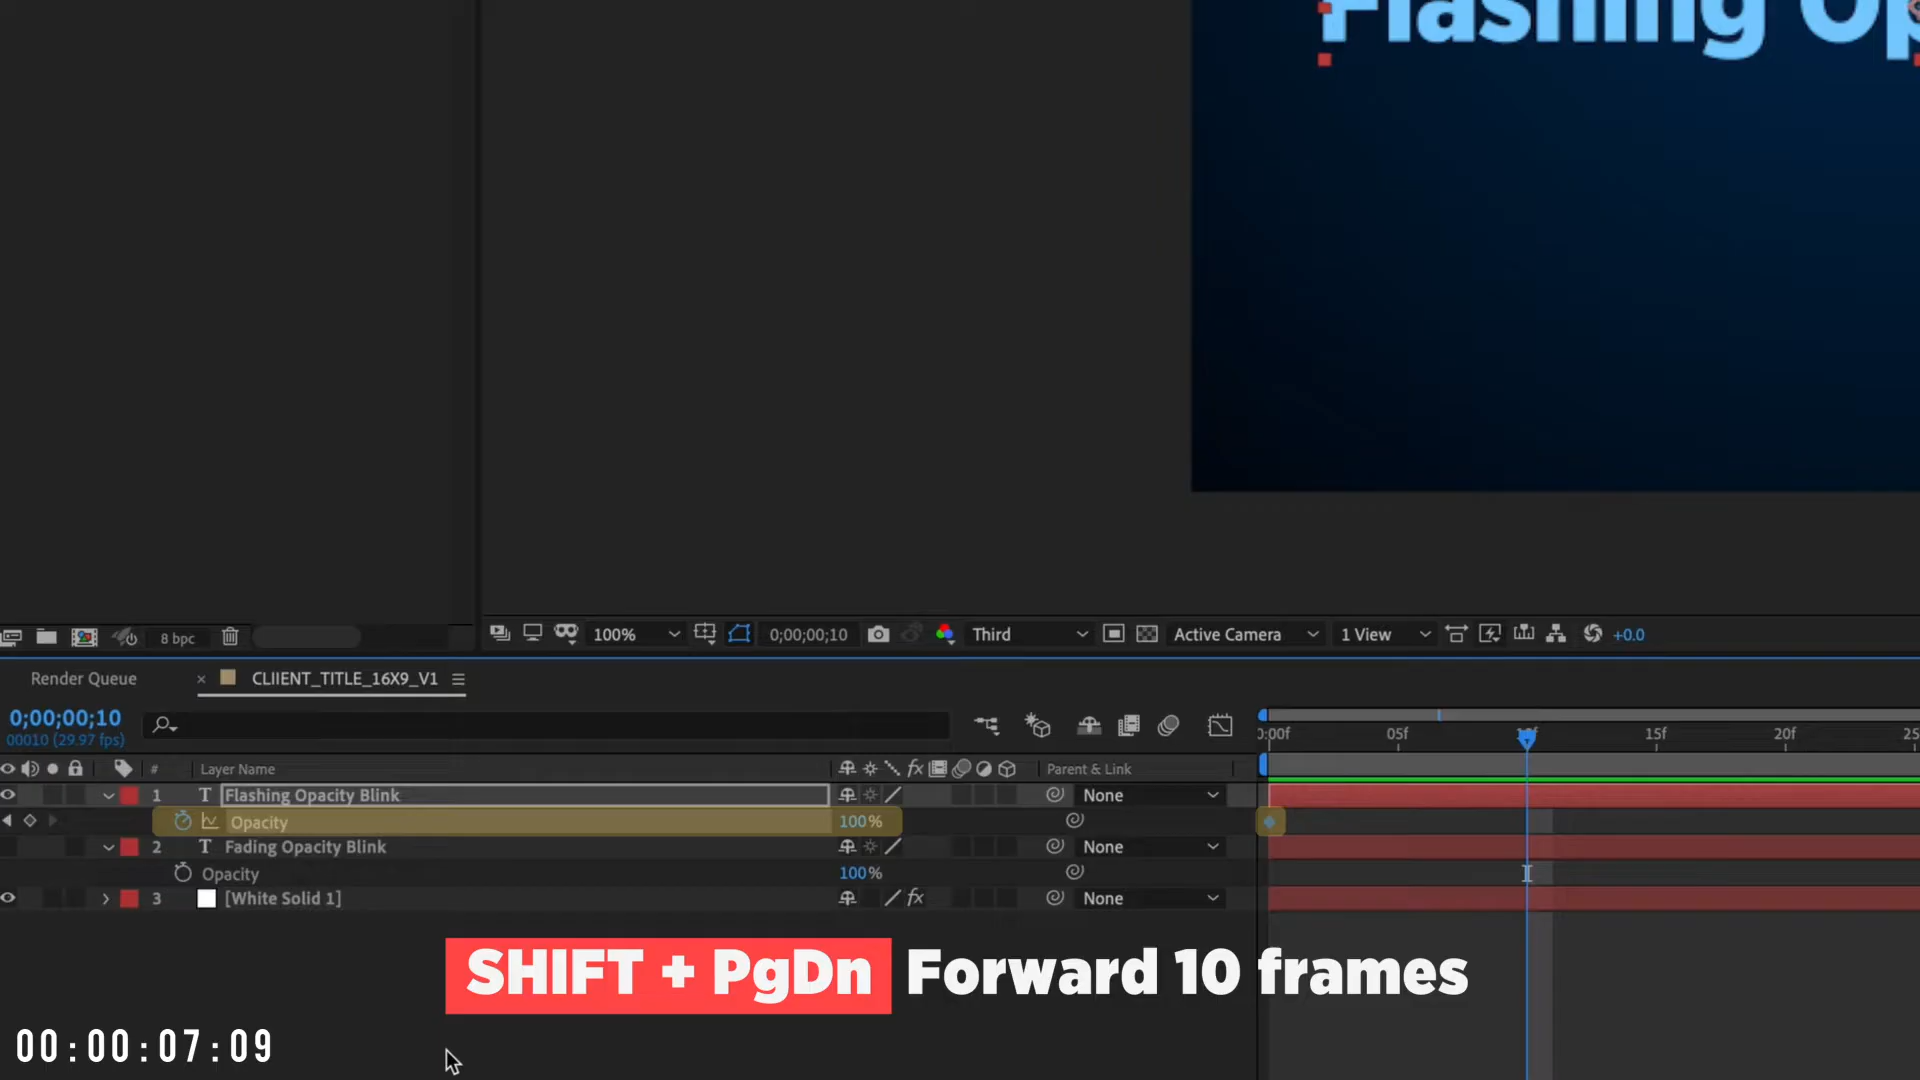 Flashing Op
8 bpc
100%
0;00;00;10
Third
Active Camera
1 View
+0.0
Render Queue
× CLIIENT_TITLE_16X9_V1
0;00;00;10
00010 (29.97 fps)
0:00f 05f 15f 20f 25
# Layer Name fx Parent & Link
1 T Flashing Opacity Blink None
Opacity 100%
2 T Fading Opacity Blink None
Opacity 100%
3 [White Solid 1] fx None
SHIFT + PgDn Forward 10 frames
00:00:07:09